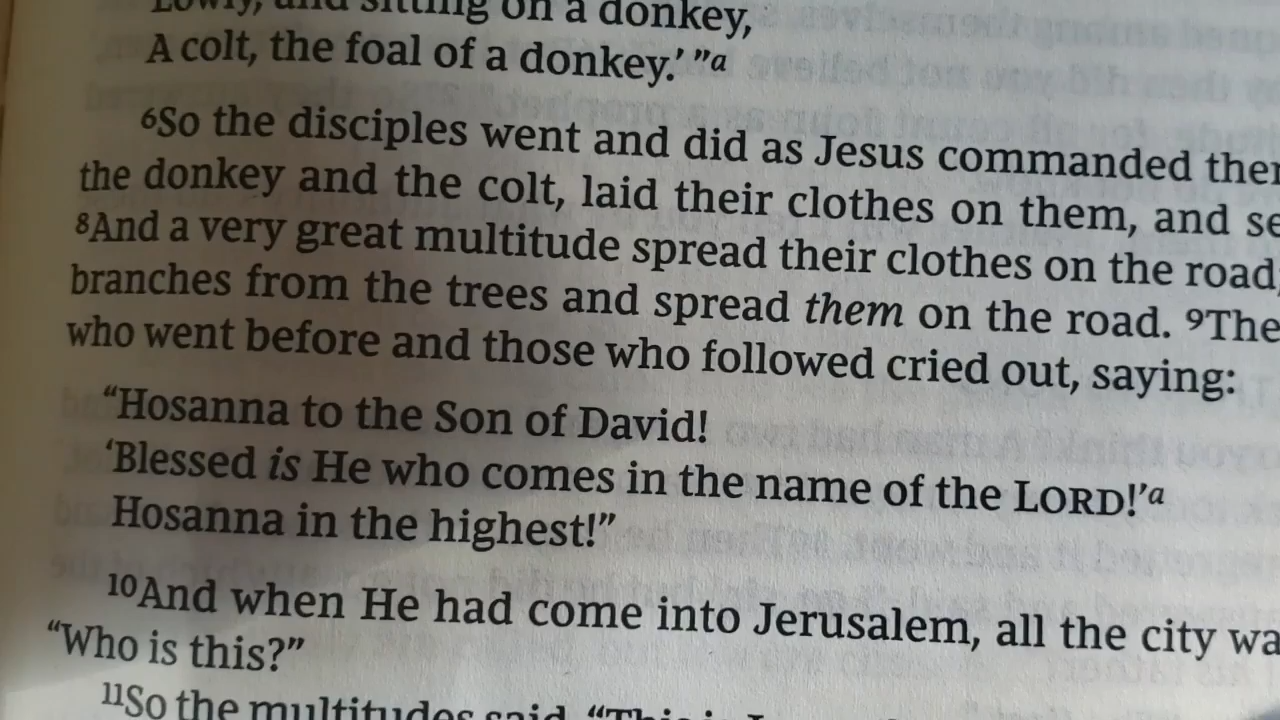 Lowly, and sitting on a donkey,
A colt, the foal of a donkey.’ ”a
6So the disciples went and did as Jesus commanded
the donkey and the colt, laid their clothes on them, and
8And a very great multitude spread their clothes on the road;
branches from the trees and spread them on the road. 9The
who went before and those who followed cried out, saying:
“Hosanna to the Son of David!
‘Blessed is He who comes in the name of the LORD!’a
Hosanna in the highest!”
10And when He had come into Jerusalem, all the city
“Who is this?”
11So the multitudes said, “This is